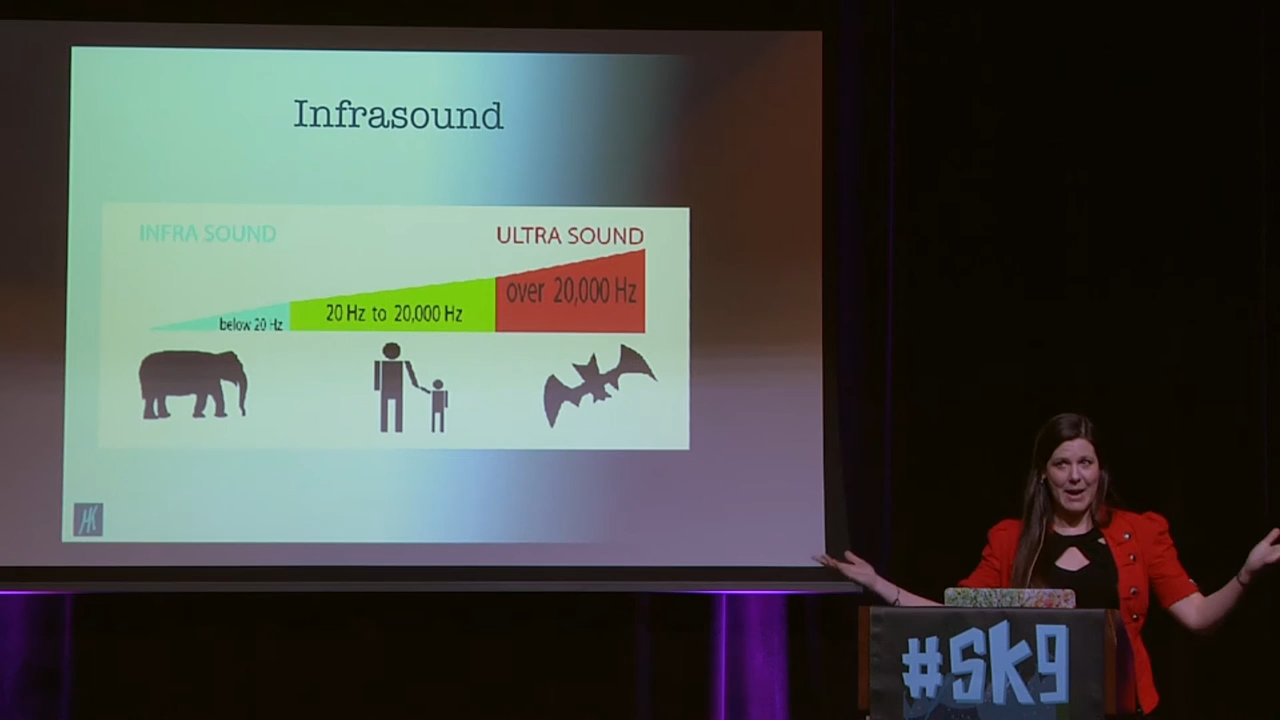 Infrasound
INFRA SOUND
ULTRA SOUND
below 20 Hz
20 Hz to 20,000 Hz
over 20,000 Hz
HK
#SK9